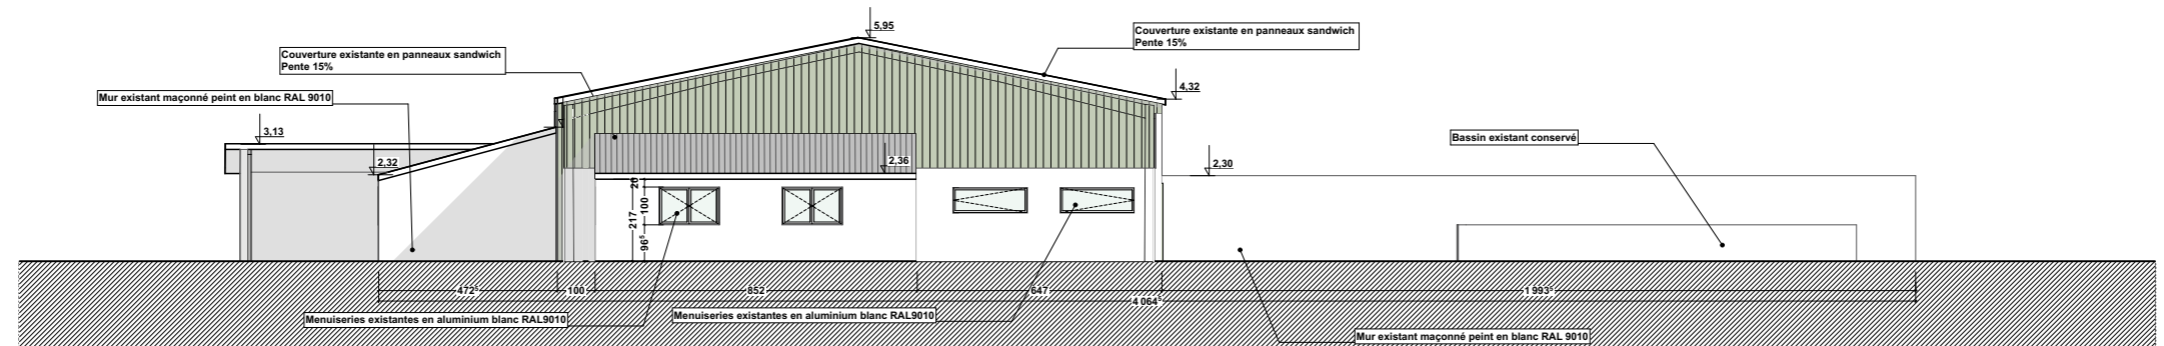 5,95
Couverture existante en panneaux sandwich
Pente 15%
Couverture existante en panneaux sandwich
Pente 15%
4,32
Mur existant maçonné peint en blanc RAL 9010
3,13
Bassin existant conservé
2,32
2,36
2,30
20
100
217
96⁵
472⁵
100
852
647
1 993⁵
4 064⁵
Menuiseries existantes en aluminium blanc RAL9010
Menuiseries existantes en aluminium blanc RAL9010
Mur existant maçonné peint en blanc RAL 9010